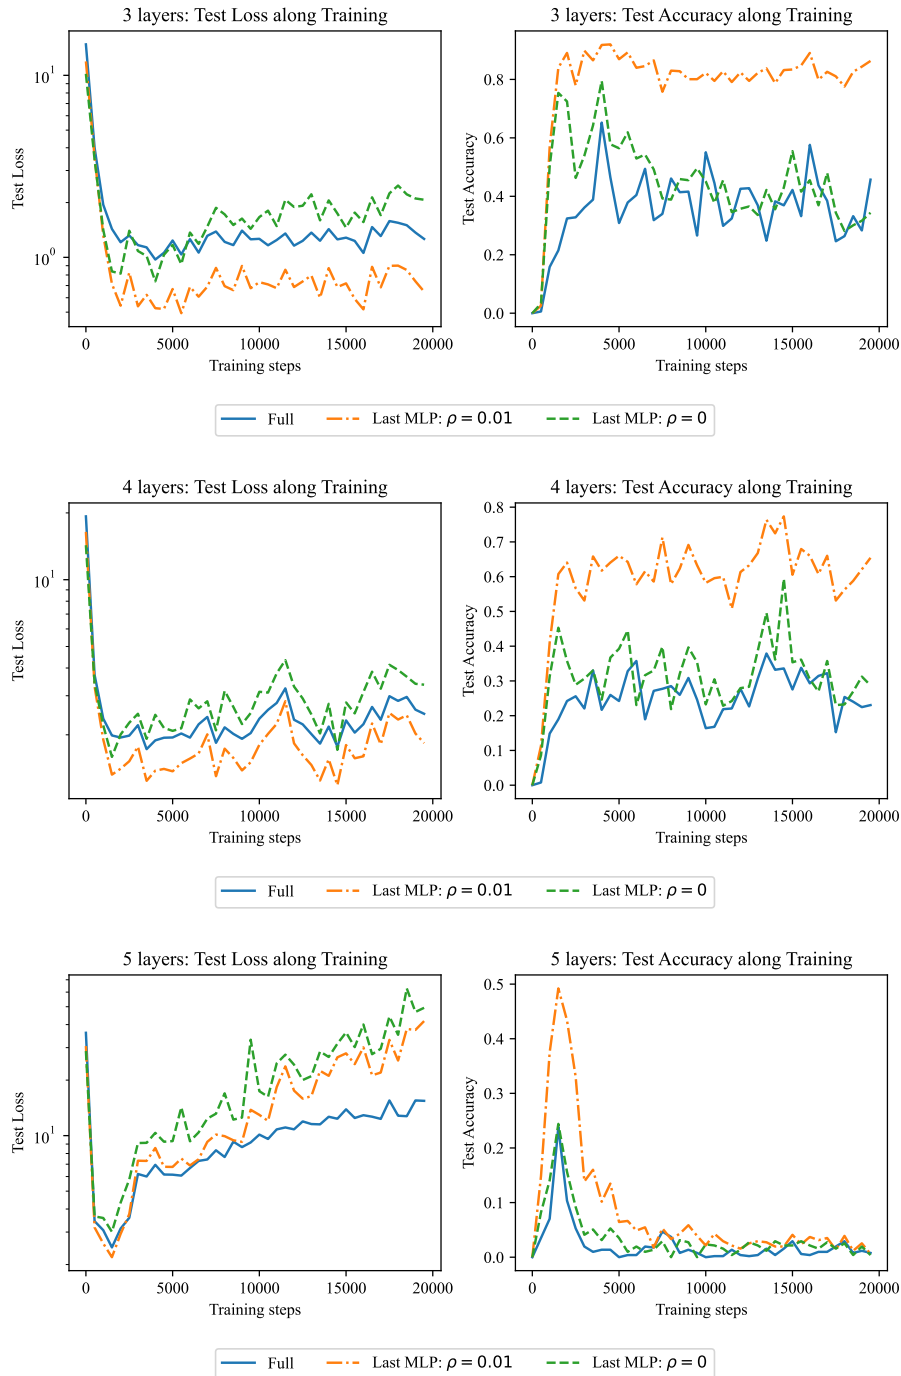 3 layers: Test Loss along Training
3 layers: Test Accuracy along Training
Test Loss
10^1
10^0
0 5000 10000 15000 20000
Training steps
Test Accuracy
0.8
0.6
0.4
0.2
0.0
0 5000 10000 15000 20000
Training steps
Full Last MLP: ρ = 0.01 Last MLP: ρ = 0
4 layers: Test Loss along Training
4 layers: Test Accuracy along Training
Test Loss
10^1
0 5000 10000 15000 20000
Training steps
Test Accuracy
0.8
0.7
0.6
0.5
0.4
0.3
0.2
0.1
0.0
0 5000 10000 15000 20000
Training steps
Full Last MLP: ρ = 0.01 Last MLP: ρ = 0
5 layers: Test Loss along Training
5 layers: Test Accuracy along Training
Test Loss
10^1
0 5000 10000 15000 20000
Training steps
Test Accuracy
0.5
0.4
0.3
0.2
0.1
0.0
0 5000 10000 15000 20000
Training steps
Full Last MLP: ρ = 0.01 Last MLP: ρ = 0